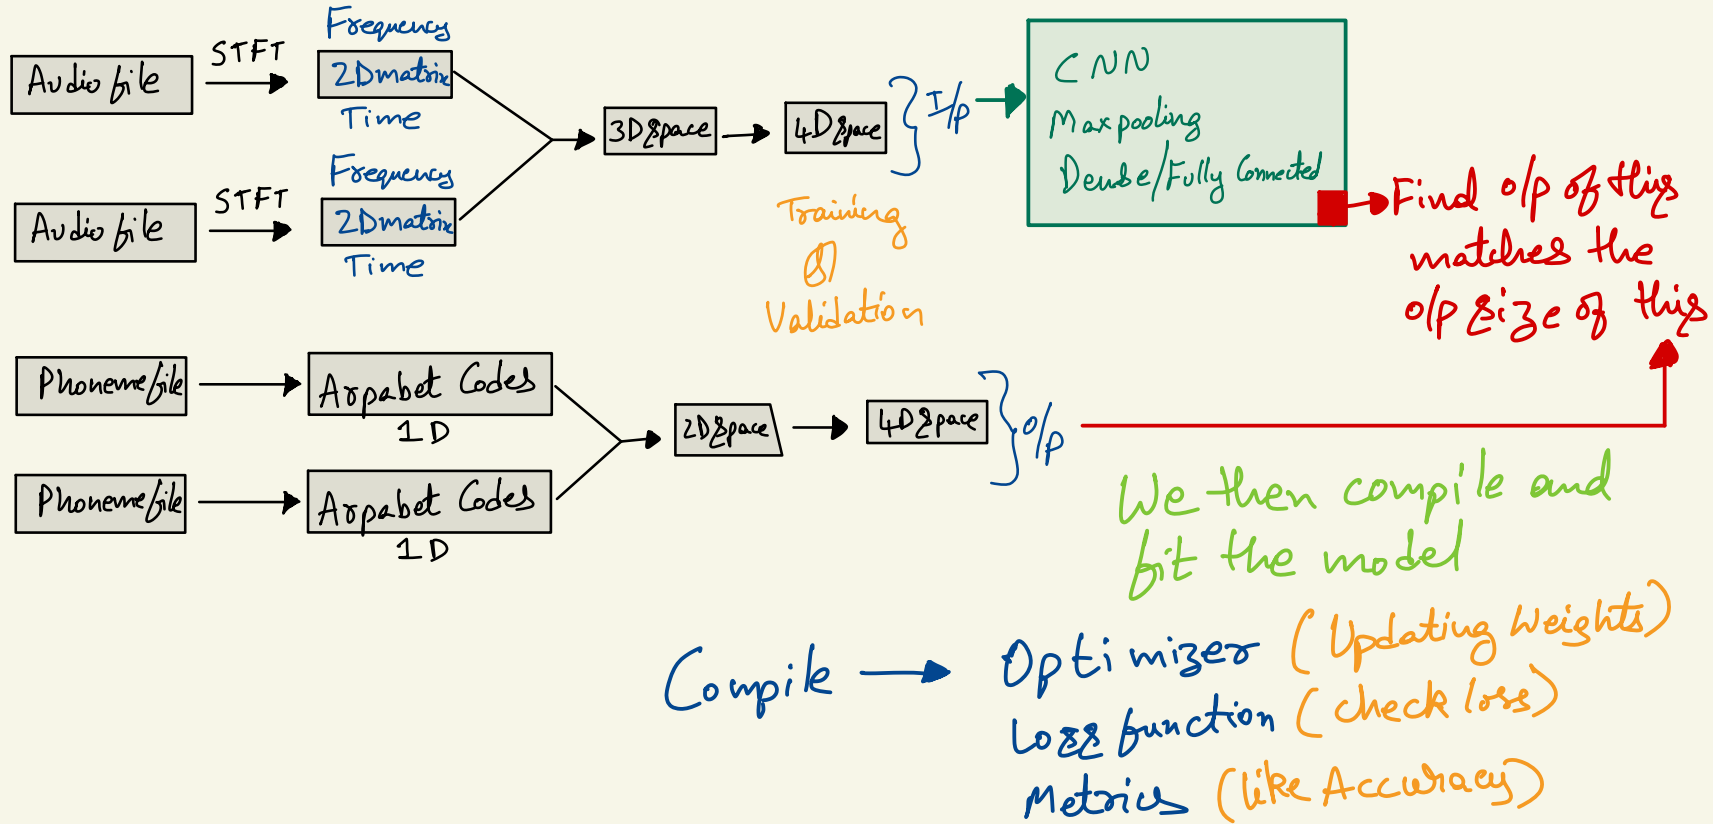 Audio file
STFT
Frequency
2D matrix
Time
Audio file
STFT
Frequency
2D matrix
Time
3D space
4D space
I/p
Training
&
Validation
CNN
Maxpooling
Dense/Fully Connected
Find o/p of this
matches the
o/p size of this
Phoneme file
Arpabet Codes
1D
Phoneme file
Arpabet Codes
1D
2D space
4D space
O/p
We then compile and
fit the model
Compile
Optimizer (Updating Weights)
Loss function (check loss)
Metrics (like Accuracy)